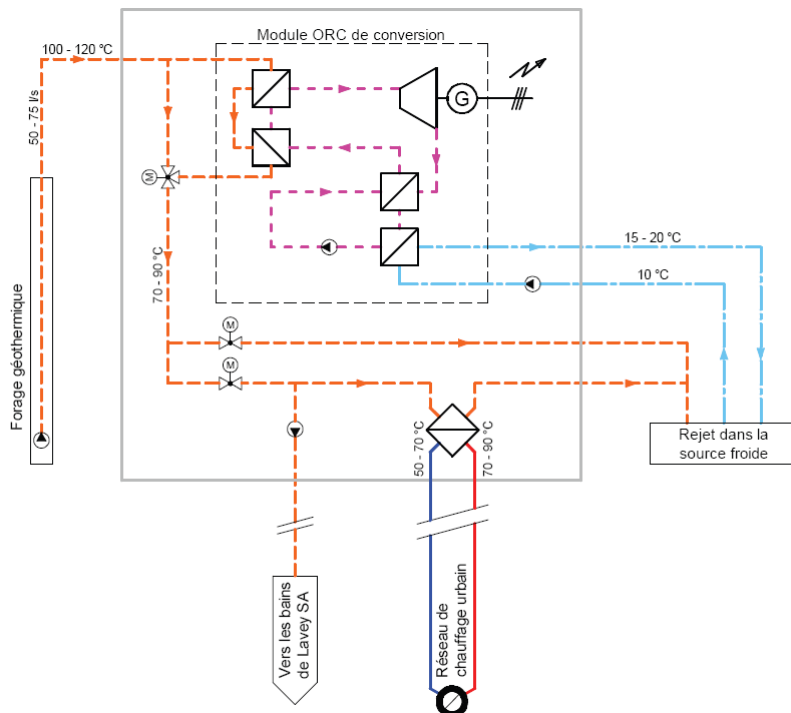 Module ORC de conversion
100 - 120 °C
50 - 75 l/s
G
M
15 - 20 °C
10 °C
70 - 90 °C
M
M
Forage géothermique
50 - 70 °C
70 - 90 °C
Rejet dans la
source froide
Vers les bains
de Lavey SA
Réseau de
chauffage urbain